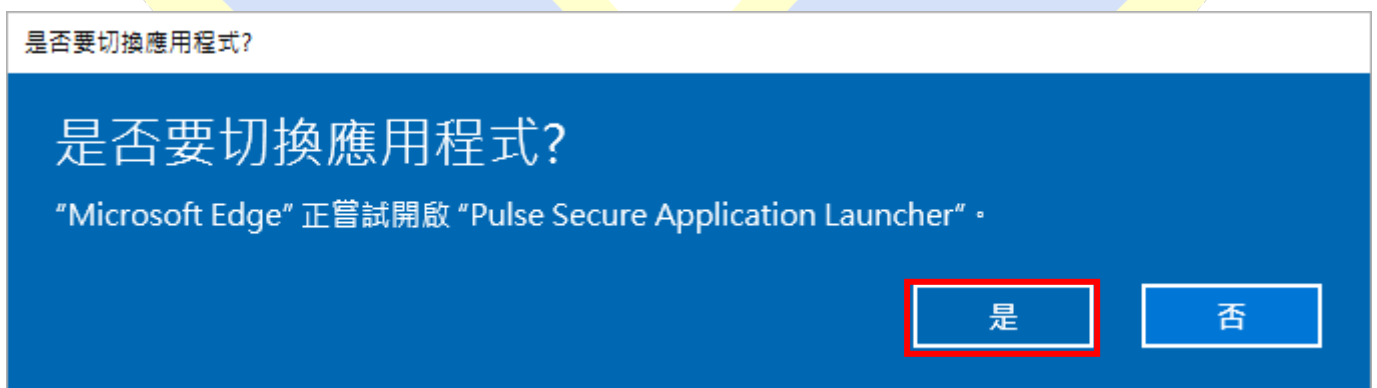 是否要切換應用程式?
是否要切換應用程式?
"Microsoft Edge" 正嘗試開啟 "Pulse Secure Application Launcher"。
是
否